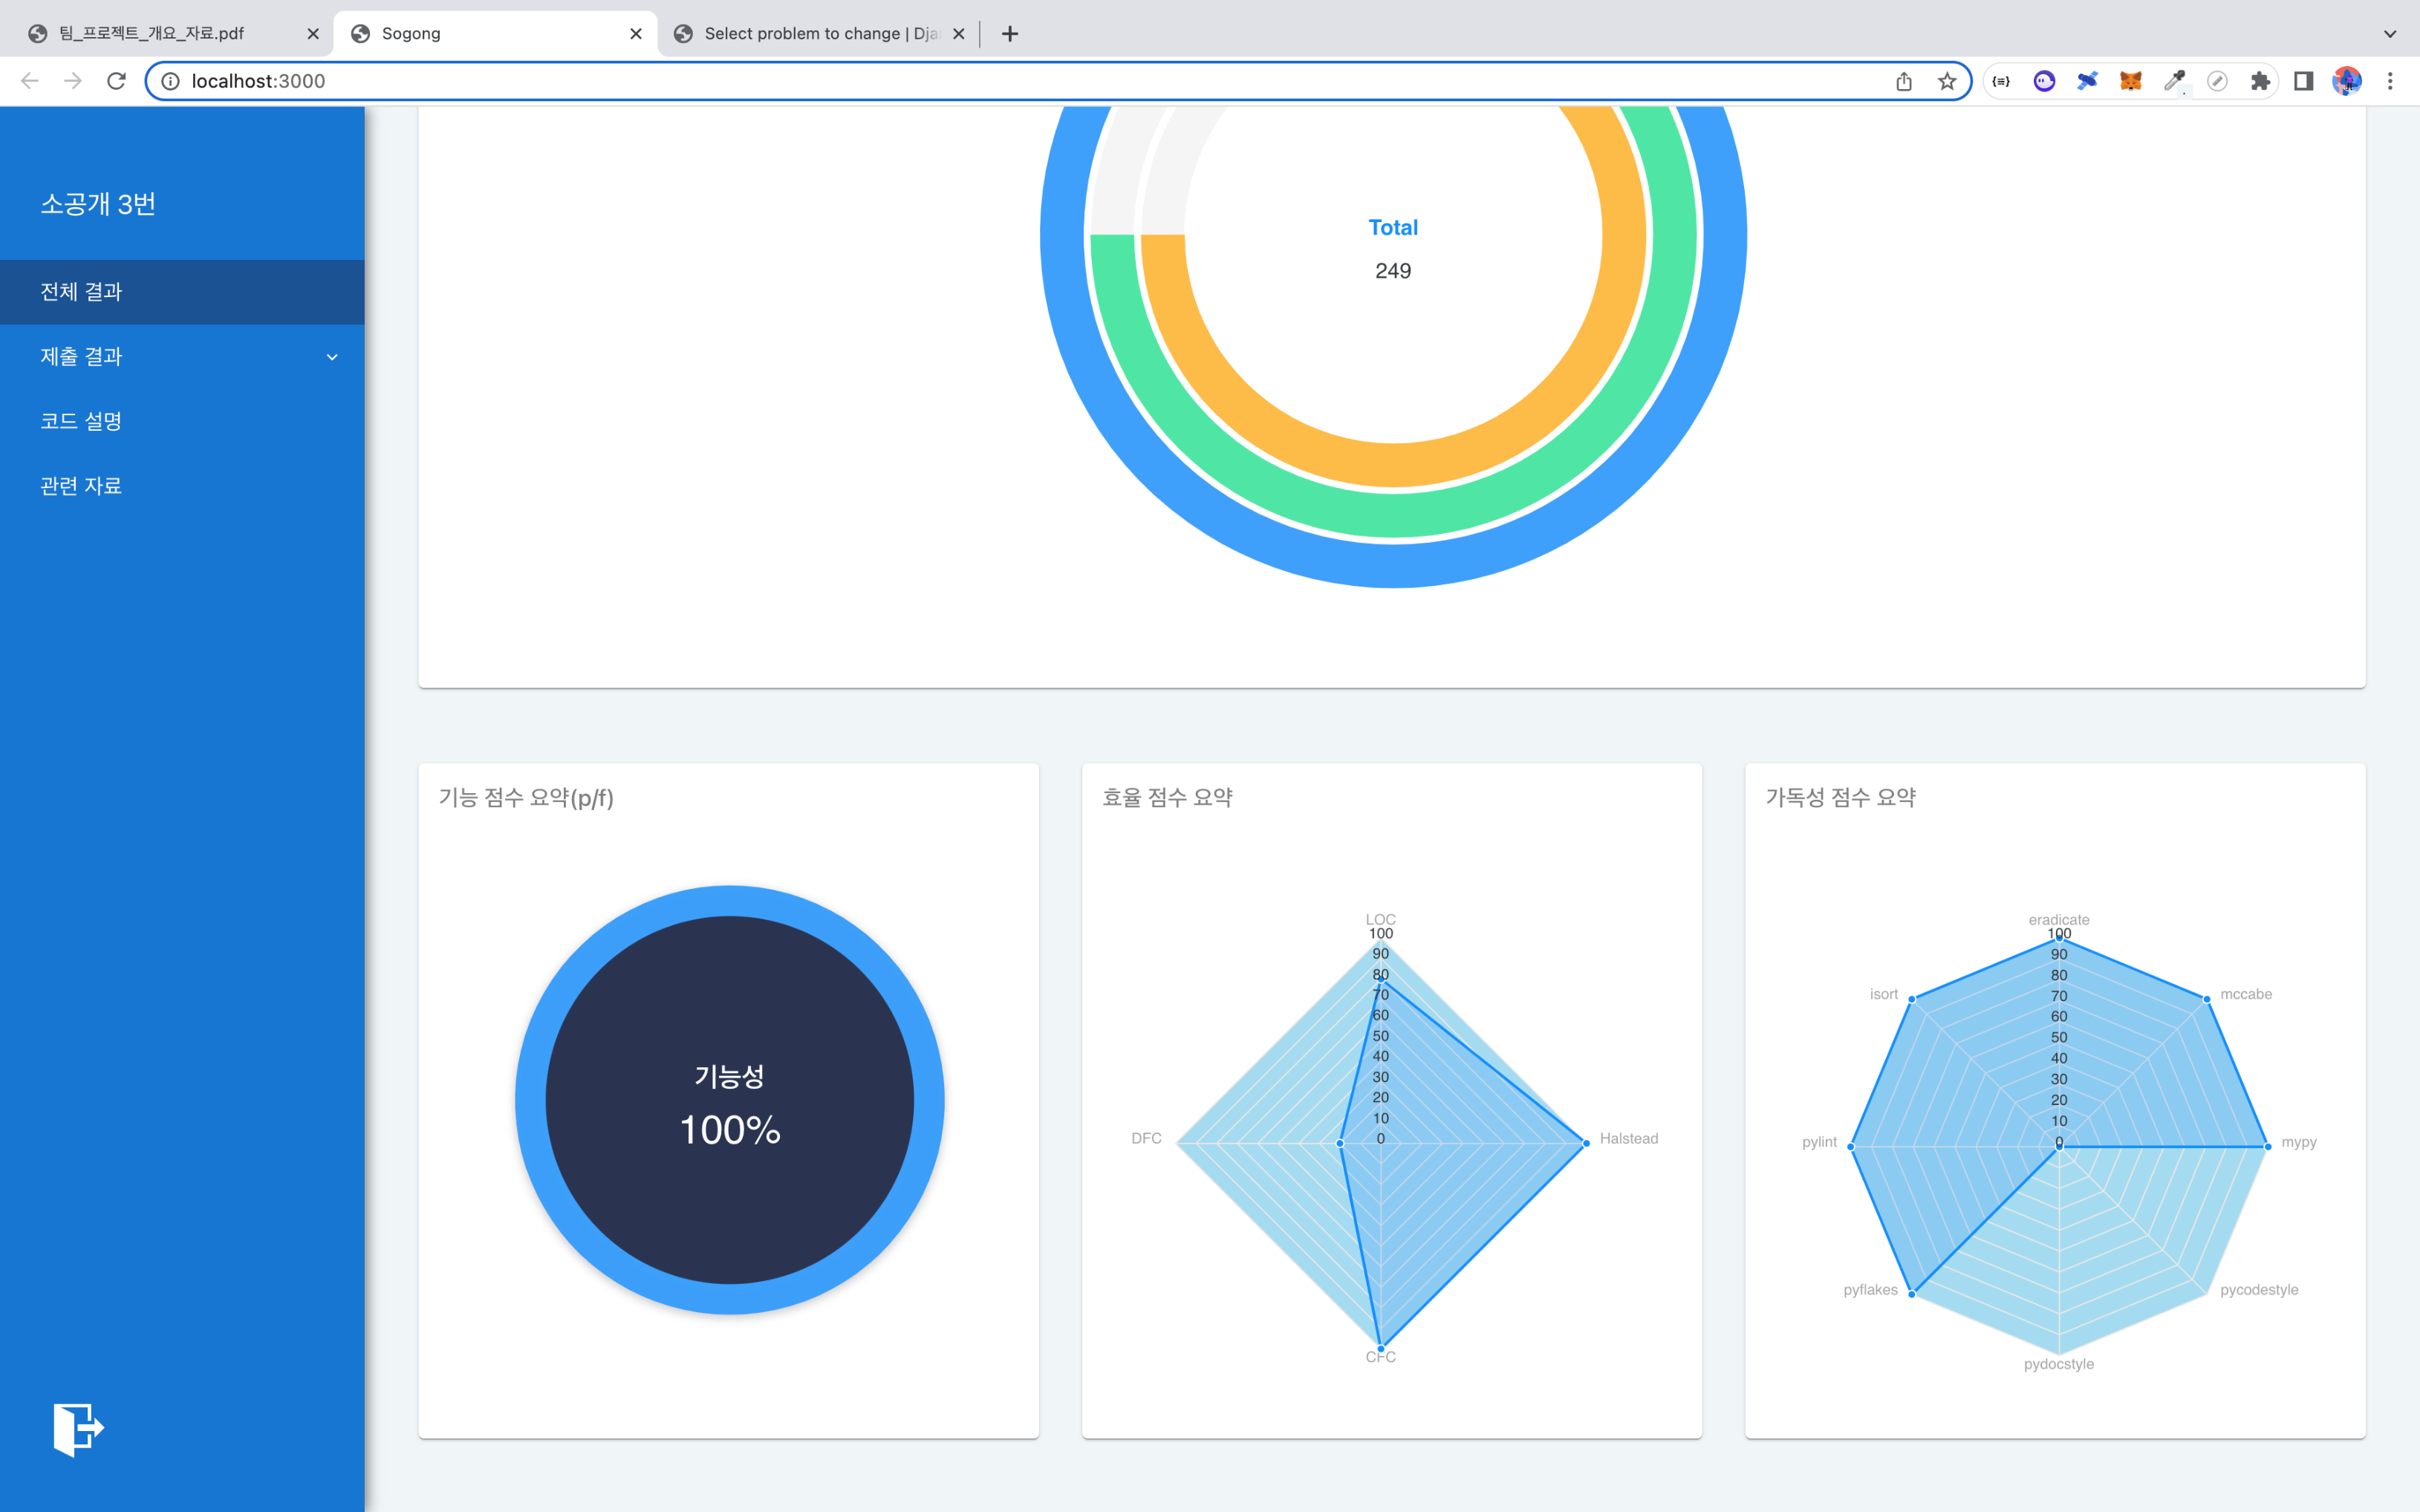 팀_프로젝트_개요_자료.pdf
Sogong
Select problem to change | Dja
localhost:3000
소공개 3번
전체 결과
제출 결과
코드 설명
관련 자료
Total
249
기능 점수 요약(p/f)
기능성
100%
효율 점수 요약
LOC
100
90
80
70
60
50
40
30
20
10
0
DFC
Halstead
CFC
가독성 점수 요약
eradicate
100
90
80
70
60
50
40
30
20
10
0
isort
mccabe
pylint
mypy
pyflakes
pycodestyle
pydocstyle